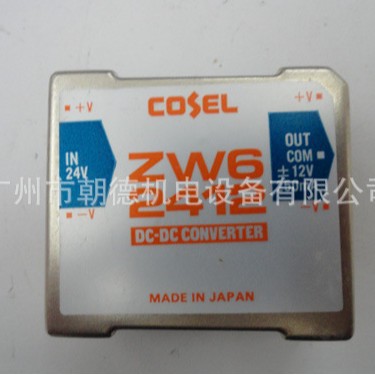 COSEL
+V
+V
IN
24V
OUT
COM
±12V
-V
-V
ZW6
2412
DC-DC CONVERTER
MADE IN JAPAN
广州市朝德机电设备有限公司